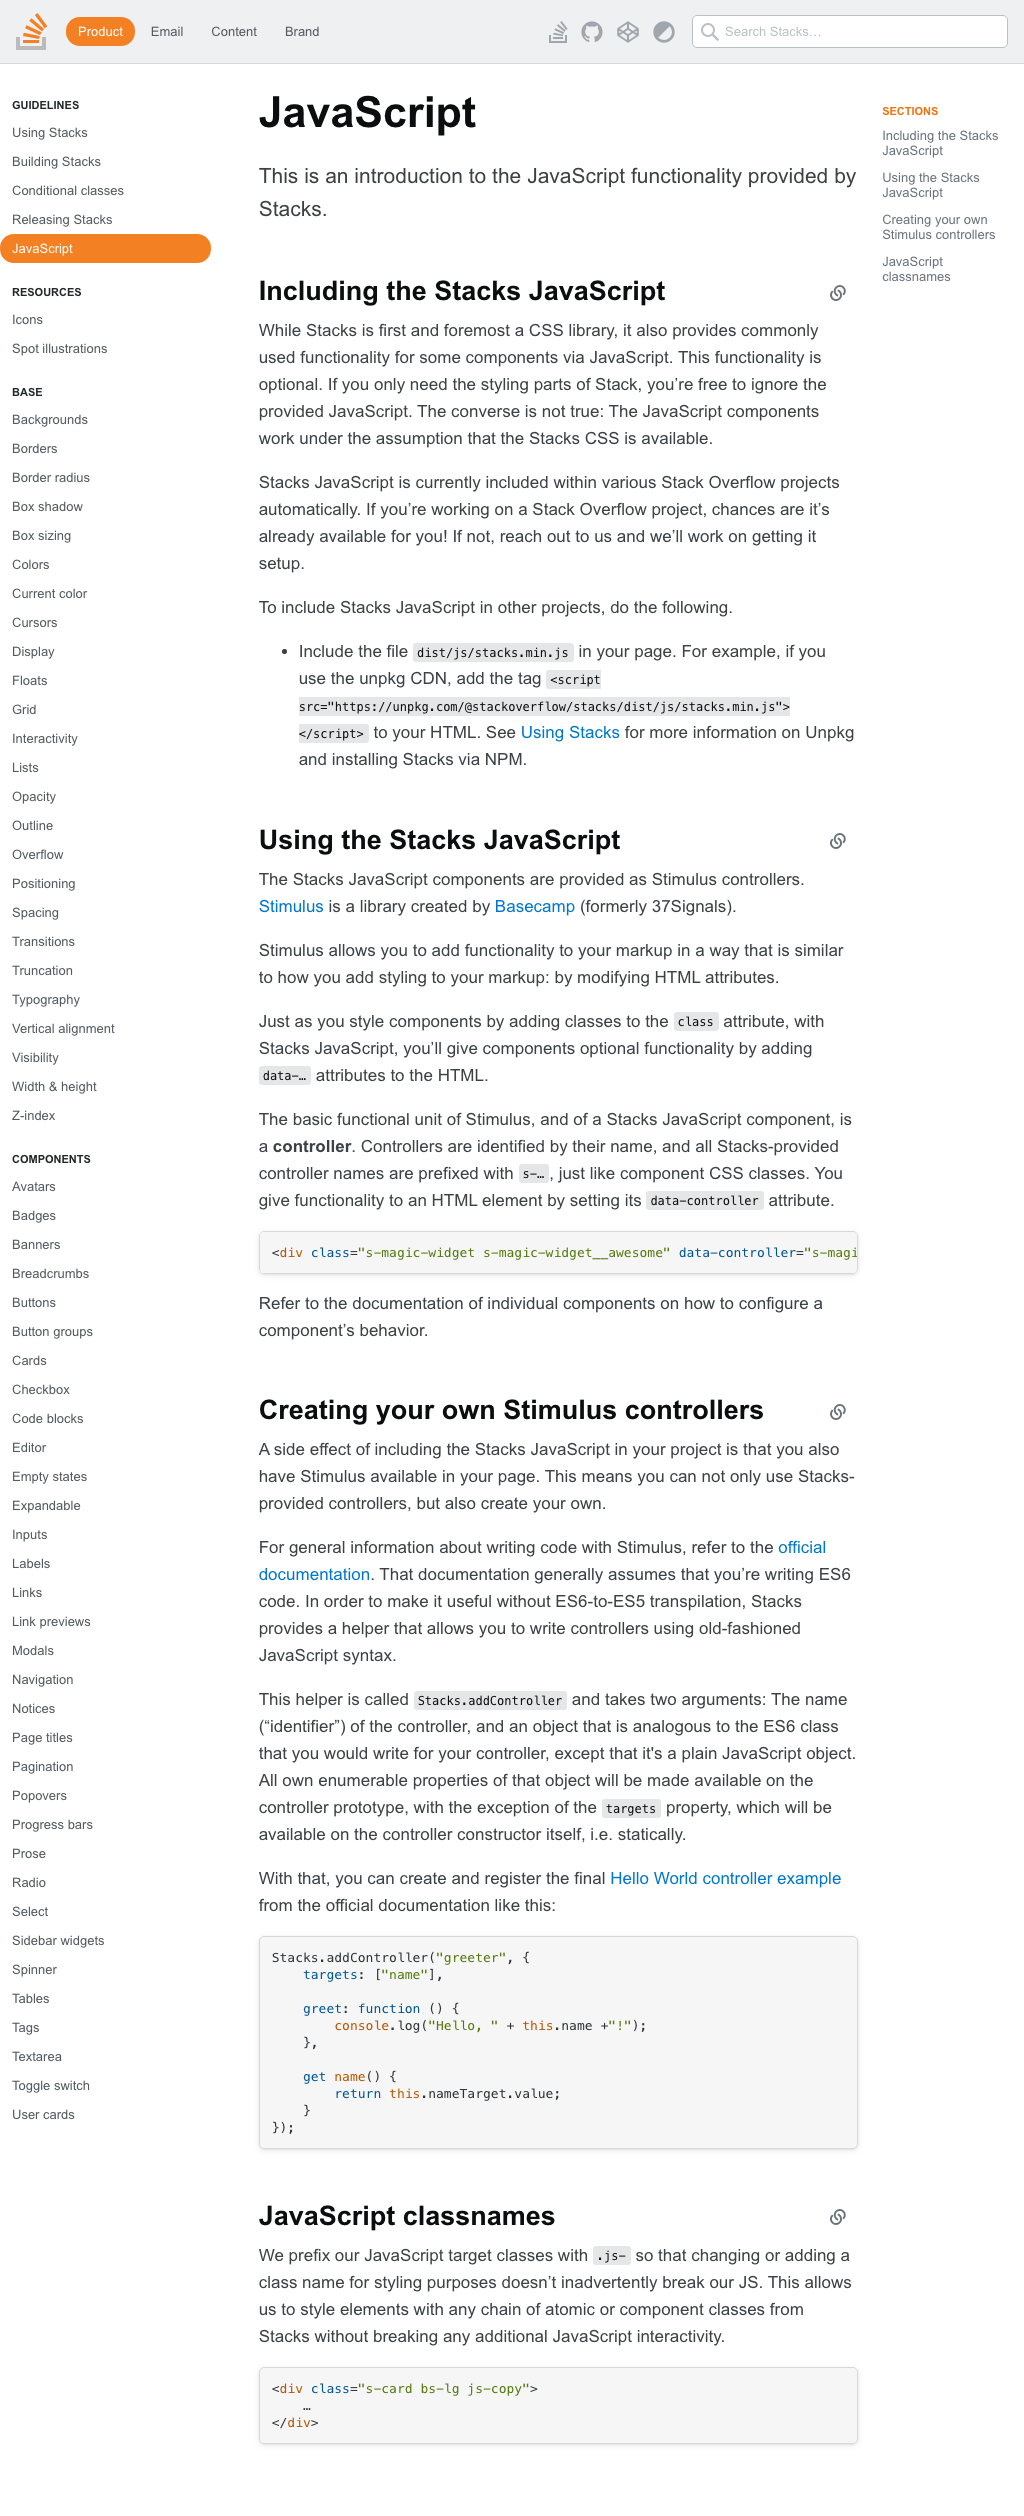 Product
Email
Content
Brand
Search Stacks…
GUIDELINES
Using Stacks
Building Stacks
Conditional classes
Releasing Stacks
JavaScript
RESOURCES
Icons
Spot illustrations
BASE
Backgrounds
Borders
Border radius
Box shadow
Box sizing
Colors
Current color
Cursors
Display
Floats
Grid
Interactivity
Lists
Opacity
Outline
Overflow
Positioning
Spacing
Transitions
Truncation
Typography
Vertical alignment
Visibility
Width & height
Z-index
COMPONENTS
Avatars
Badges
Banners
Breadcrumbs
Buttons
Button groups
Cards
Checkbox
Code blocks
Editor
Empty states
Expandable
Inputs
Labels
Links
Link previews
Modals
Navigation
Notices
Page titles
Pagination
Popovers
Progress bars
Prose
Radio
Select
Sidebar widgets
Spinner
Tables
Tags
Textarea
Toggle switch
User cards
JavaScript
This is an introduction to the JavaScript functionality provided by
Stacks.
Including the Stacks JavaScript
While Stacks is first and foremost a CSS library, it also provides commonly
used functionality for some components via JavaScript. This functionality is
optional. If you only need the styling parts of Stack, you’re free to ignore the
provided JavaScript. The converse is not true: The JavaScript components
work under the assumption that the Stacks CSS is available.
Stacks JavaScript is currently included within various Stack Overflow projects
automatically. If you’re working on a Stack Overflow project, chances are it’s
already available for you! If not, reach out to us and we’ll work on getting it
setup.
To include Stacks JavaScript in other projects, do the following.
• Include the file dist/js/stacks.min.js in your page. For example, if you
use the unpkg CDN, add the tag <script
src="https://unpkg.com/@stackoverflow/stacks/dist/js/stacks.min.js">
</script> to your HTML. See Using Stacks for more information on Unpkg
and installing Stacks via NPM.
Using the Stacks JavaScript
The Stacks JavaScript components are provided as Stimulus controllers.
Stimulus is a library created by Basecamp (formerly 37Signals).
Stimulus allows you to add functionality to your markup in a way that is similar
to how you add styling to your markup: by modifying HTML attributes.
Just as you style components by adding classes to the class attribute, with
Stacks JavaScript, you’ll give components optional functionality by adding
data-… attributes to the HTML.
The basic functional unit of Stimulus, and of a Stacks JavaScript component, is
a controller. Controllers are identified by their name, and all Stacks-provided
controller names are prefixed with s-…, just like component CSS classes. You
give functionality to an HTML element by setting its data-controller attribute.
<div class="s-magic-widget s-magic-widget__awesome" data-controller="s-magi
Refer to the documentation of individual components on how to configure a
component’s behavior.
Creating your own Stimulus controllers
A side effect of including the Stacks JavaScript in your project is that you also
have Stimulus available in your page. This means you can not only use Stacks-
provided controllers, but also create your own.
For general information about writing code with Stimulus, refer to the official
documentation. That documentation generally assumes that you’re writing ES6
code. In order to make it useful without ES6-to-ES5 transpilation, Stacks
provides a helper that allows you to write controllers using old-fashioned
JavaScript syntax.
This helper is called Stacks.addController and takes two arguments: The name
(“identifier”) of the controller, and an object that is analogous to the ES6 class
that you would write for your controller, except that it's a plain JavaScript object.
All own enumerable properties of that object will be made available on the
controller prototype, with the exception of the targets property, which will be
available on the controller constructor itself, i.e. statically.
With that, you can create and register the final Hello World controller example
from the official documentation like this:
Stacks.addController("greeter", {
    targets: ["name"],
    greet: function () {
        console.log("Hello, " + this.name +"!");
    },
    get name() {
        return this.nameTarget.value;
    }
});
JavaScript classnames
We prefix our JavaScript target classes with .js- so that changing or adding a
class name for styling purposes doesn’t inadvertently break our JS. This allows
us to style elements with any chain of atomic or component classes from
Stacks without breaking any additional JavaScript interactivity.
<div class="s-card bs-lg js-copy">
    …
</div>
SECTIONS
Including the Stacks
JavaScript
Using the Stacks
JavaScript
Creating your own
Stimulus controllers
JavaScript
classnames